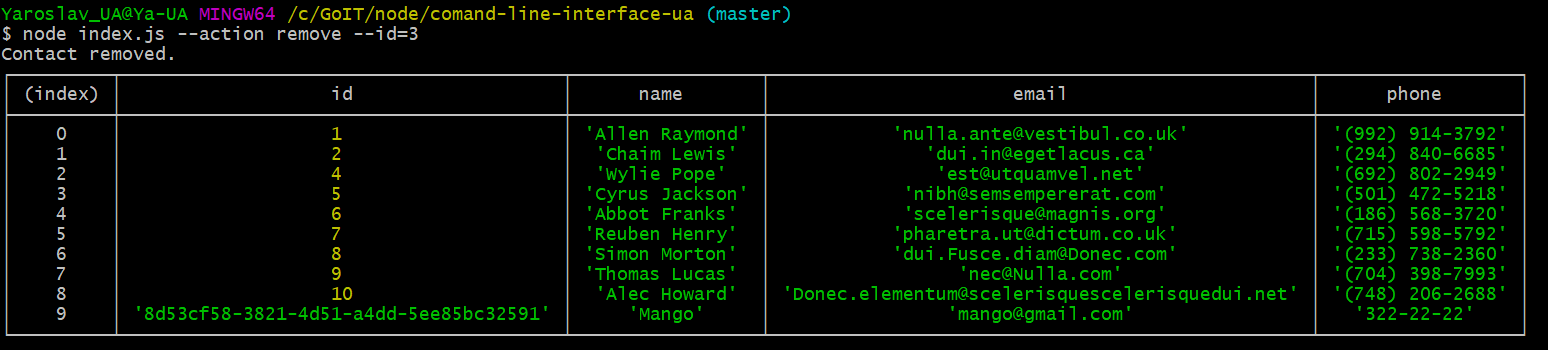 Yaroslav_UA@Ya-UA MINGW64 /c/GoIT/node/comand-line-interface-ua (master)
$ node index.js --action remove --id=3
Contact removed.
(index) id name email phone
0 1 'Allen Raymond' 'nulla.ante@vestibul.co.uk' '(992) 914-3792'
1 2 'Chaim Lewis' 'dui.in@egetlacus.ca' '(294) 840-6685'
2 4 'Wylie Pope' 'est@utquamvel.net' '(692) 802-2949'
3 5 'Cyrus Jackson' 'nibh@semsempererat.com' '(501) 472-5218'
4 6 'Abbot Franks' 'scelerisque@magnis.org' '(186) 568-3720'
5 7 'Reuben Henry' 'pharetra.ut@dictum.co.uk' '(715) 598-5792'
6 8 'Simon Morton' 'dui.Fusce.diam@Donec.com' '(233) 738-2360'
7 9 'Thomas Lucas' 'nec@Nulla.com' '(704) 398-7993'
8 10 'Alec Howard' 'Donec.elementum@scelerisquescelerisquedui.net' '(748) 206-2688'
9 '8d53cf58-3821-4d51-a4dd-5ee85bc32591' 'Mango' 'mango@gmail.com' '322-22-22'